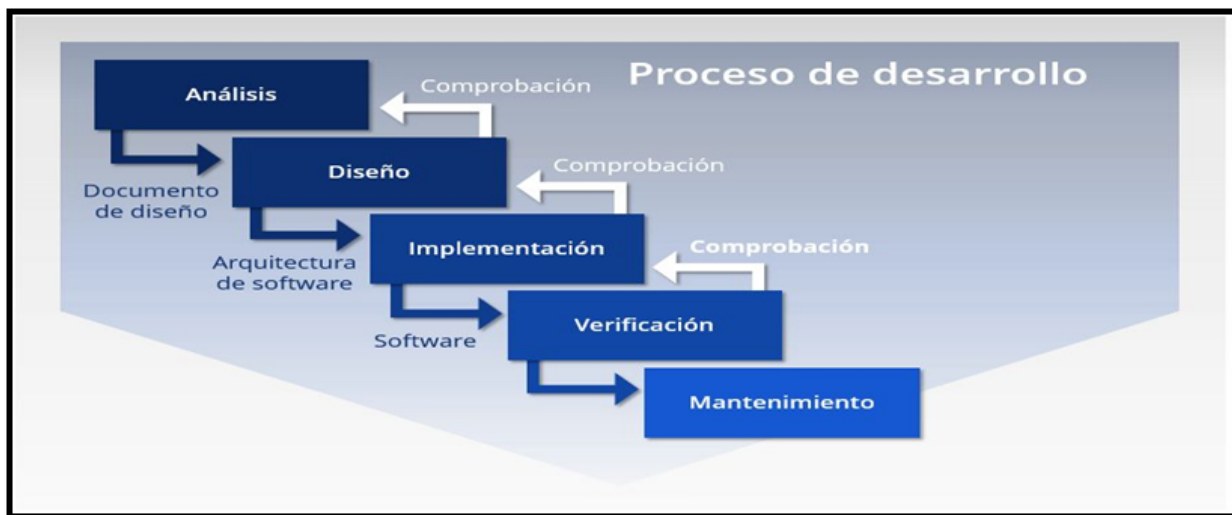 Proceso de desarrollo
Análisis
Comprobación
Diseño
Documento
de diseño
Comprobación
Implementación
Arquitectura
de software
Comprobación
Verificación
Software
Mantenimiento